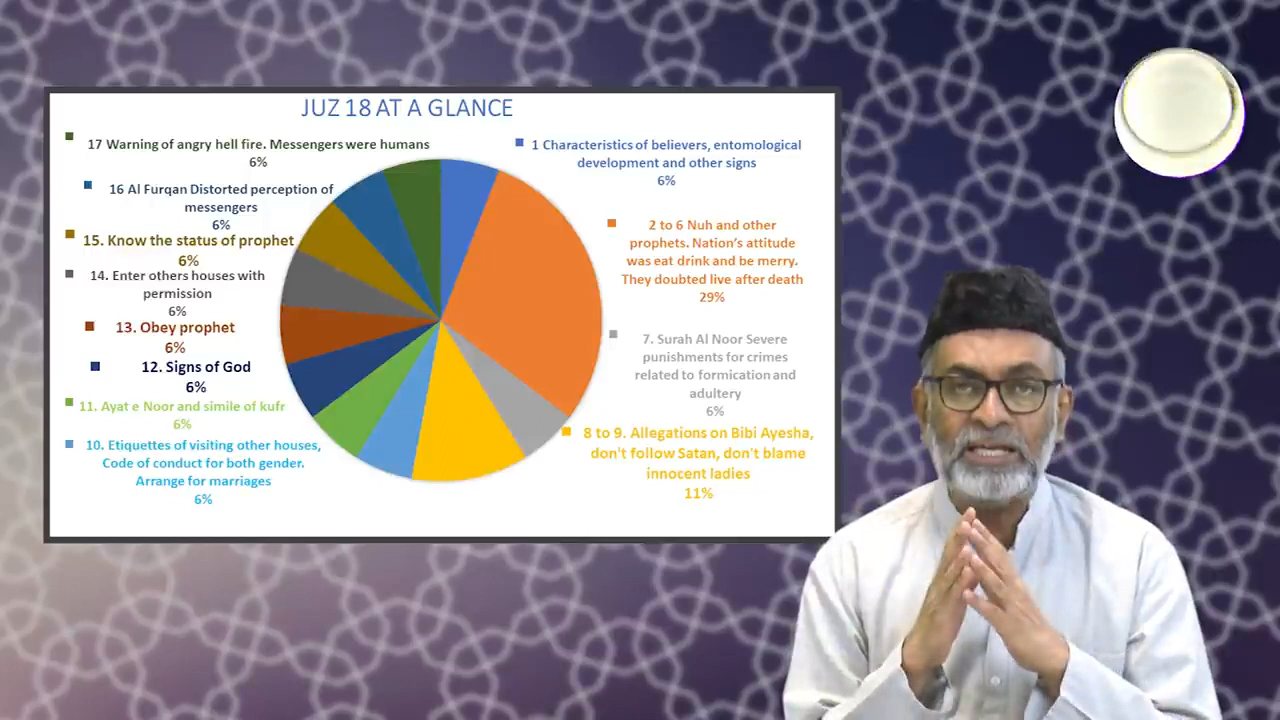 JUZ 18 AT A GLANCE
17 Warning of angry hell fire. Messengers were humans
6%
16 Al Furqan Distorted perception of
messengers
6%
15. Know the status of prophet
6%
14. Enter others houses with
permission
6%
13. Obey prophet
6%
12. Signs of God
6%
11. Ayat e Noor and simile of kufr
6%
10. Etiquettes of visiting other houses,
Code of conduct for both gender.
Arrange for marriages
6%
1 Characteristics of believers, entomological
development and other signs
6%
2 to 6 Nuh and other
prophets. Nation's attitude
was eat drink and be merry.
They doubted live after death
29%
7. Surah Al Noor Severe
punishments for crimes
related to formication and
adultery
6%
8 to 9. Allegations on Bibi Ayesha,
don't follow Satan, don't blame
innocent ladies
11%